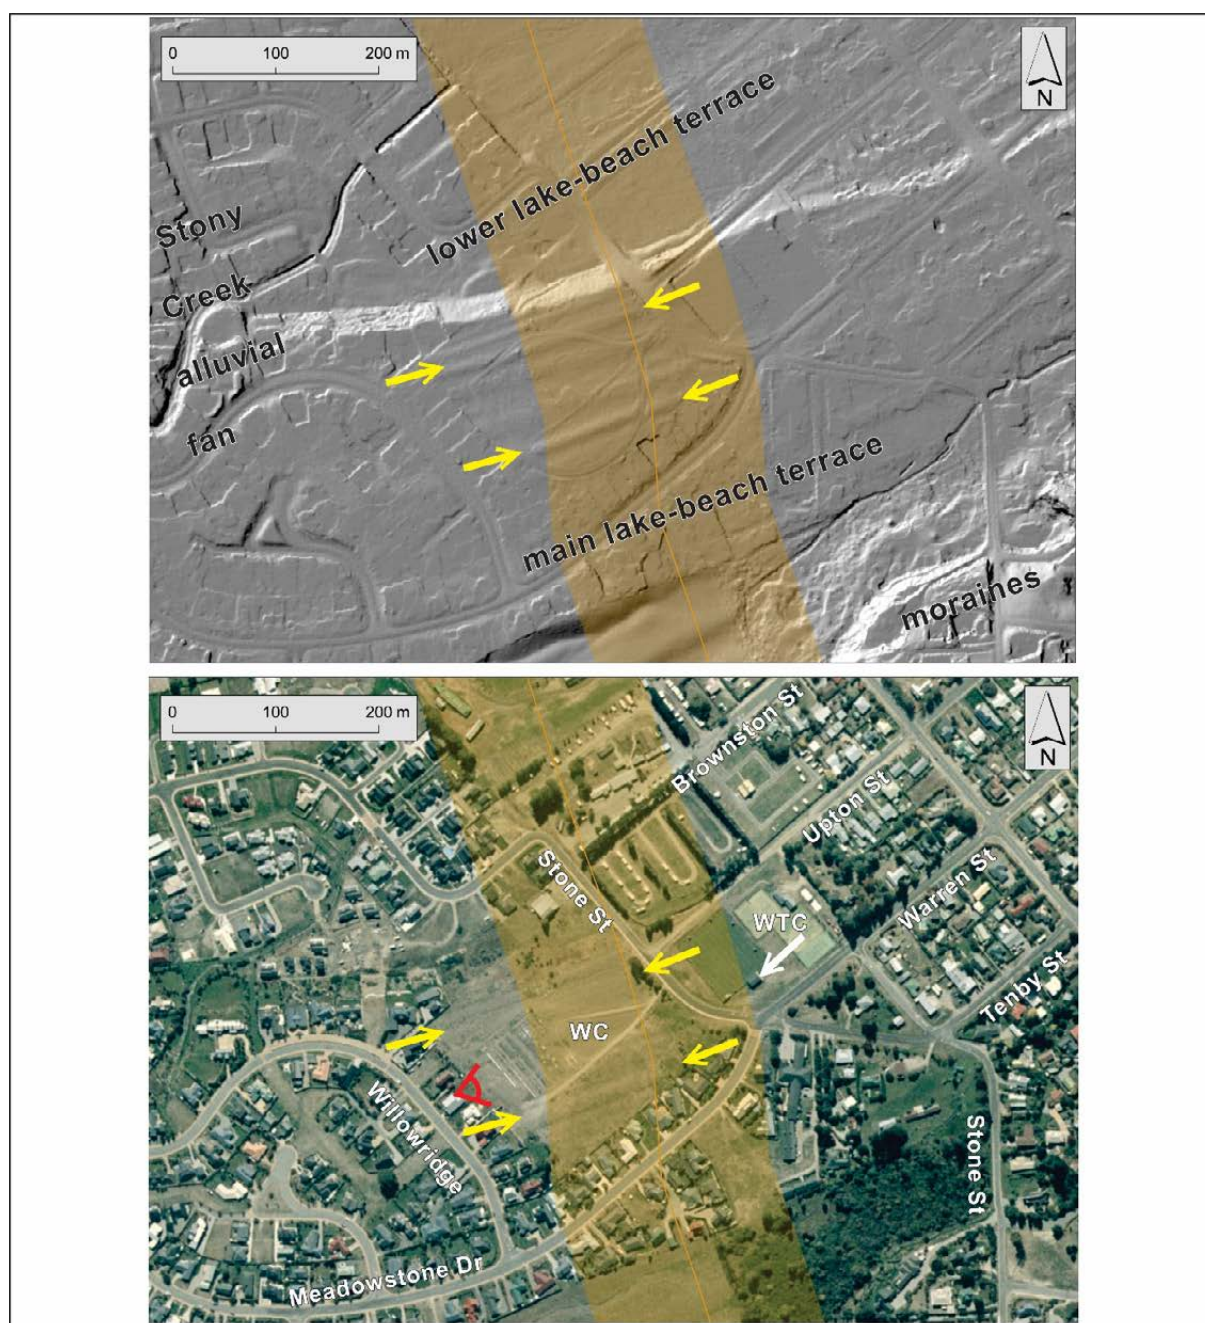 0 100 200 m
N
lower lake-beach terrace
Stony
Creek
alluvial
fan
main lake-beach terrace
moraines
0 100 200 m
N
Brownston St
Upton St
Stone St
WTC
Warren St
Tenby St
WC
Willowridge
Stone St
Meadowstone Dr